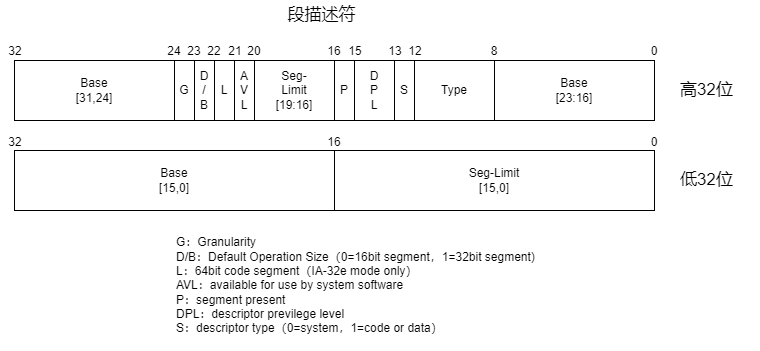 段描述符
32 24 23 22 21 20 16 15 13 12 8 0
Base
[31,24]
G
D
/
B
L
A
V
L
Seg-
Limit
[19:16]
P
D
P
L
S
Type
Base
[23:16]
高32位
32 16 0
Base
[15,0]
Seg-Limit
[15,0]
低32位
G：Granularity
D/B：Default Operation Size（0=16bit segment，1=32bit segment)
L：64bit code segment（IA-32e mode only）
AVL：available for use by system software
P：segment present
DPL：descriptor previlege level
S：descriptor type（0=system，1=code or data）